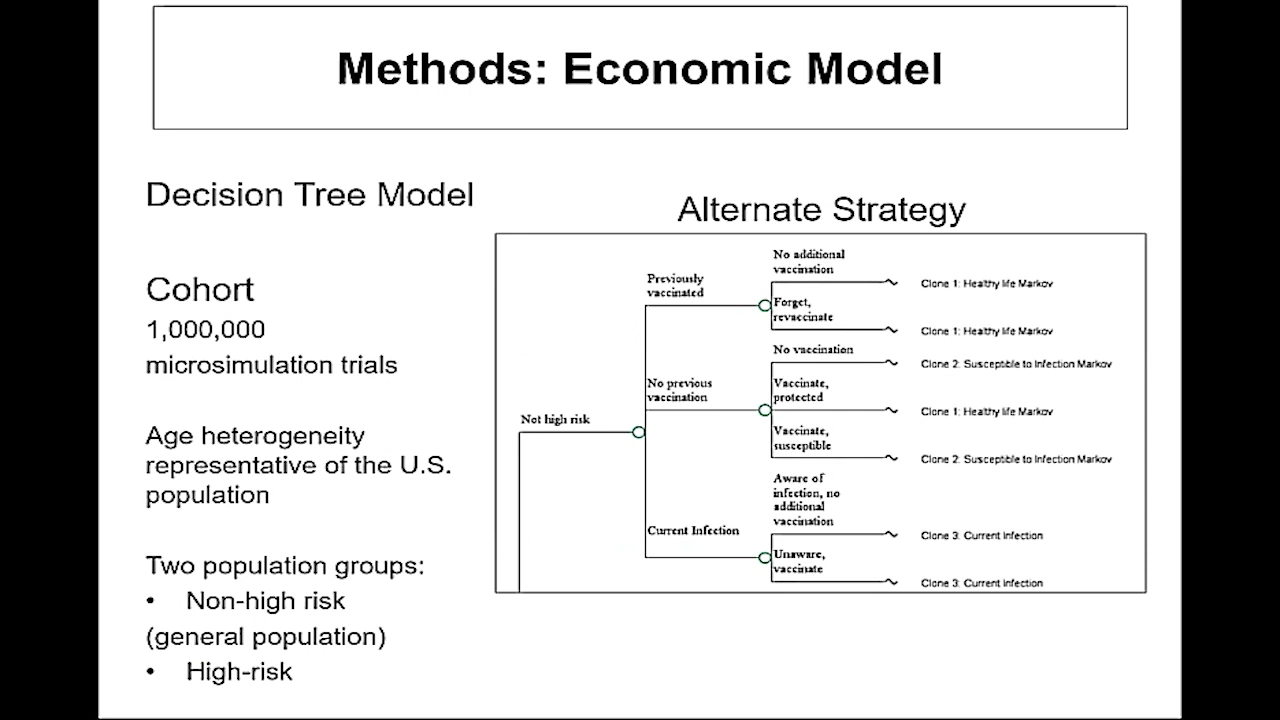 Methods: Economic Model
Decision Tree Model
Cohort
1,000,000
microsimulation trials
Age heterogeneity
representative of the U.S.
population
Two population groups:
• Non-high risk
(general population)
• High-risk
Alternate Strategy
Not high risk
Previously
vaccinated
No additional
vaccination
Clone 1: Healthy life Markov
Forget,
revaccinate
Clone 1: Healthy life Markov
No previous
vaccination
No vaccination
Clone 2: Susceptible to Infection Markov
Vaccinate,
protected
Clone 1: Healthy life Markov
Vaccinate,
susceptible
Clone 2: Susceptible to Infection Markov
Current Infection
Aware of
infection, no
additional
vaccination
Clone 3: Current Infection
Unaware,
vaccinate
Clone 3: Current Infection